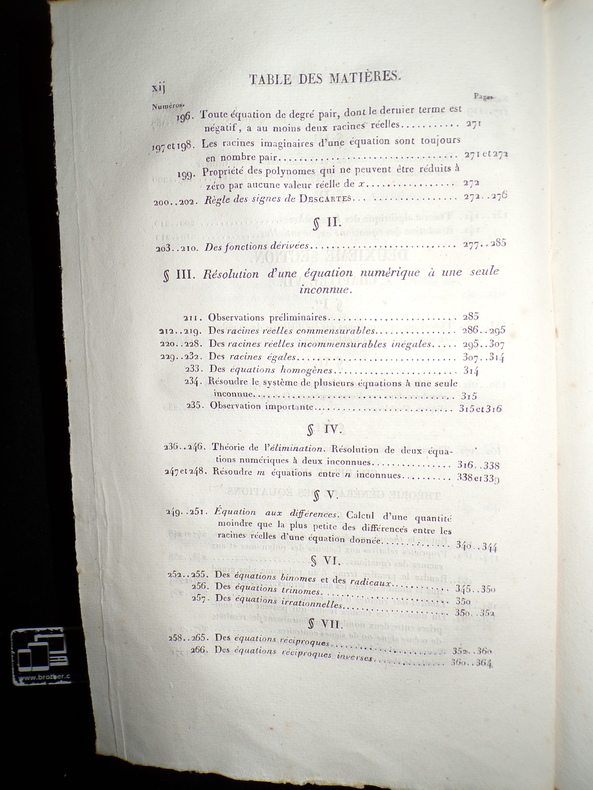 xij
TABLE DES MATIÈRES.
Numéros. Pages
196. Toute équation de degré pair, dont le dernier terme est
négatif, a au moins deux racines réelles........... 271
197 et 198. Les racines imaginaires d'une équation sont toujours
en nombre pair................................ 271 et 272
199. Propriété des polynomes qui ne peuvent être réduits à
zéro par aucune valeur réelle de x............... 272
200..202. Règle des signes de DESCARTES.................. 272..276
§ II.
203..210. Des fonctions dérivées.......................... 277..285
§ III. Résolution d'une équation numérique à une seule
inconnue.
211. Observations préliminaires....................... 285
212..219. Des racines réelles commensurables............... 286..295
220..228. Des racines réelles incommensurables inégales..... 295..307
229..232. Des racines égales.............................. 307..314
233. Des équations homogènes....................... 314
234. Résoudre le système de plusieurs équations à une seule
inconnue.................................... 315
235. Observation importante......................... 315 et 316
§ IV.
236..246. Théorie de l'élimination. Résolution de deux équa-
tions numériques à deux inconnues............... 316..338
247 et 248. Résoudre m équations entre n inconnues........... 338 et 339
§ V.
249..251. Équation aux différences. Calcul d'une quantité
moindre que la plus petite des différences entre les
racines réelles d'une équation donnée............. 340..344
§ VI.
252..255. Des équations binomes et des radicaux............ 345..350
256. Des équations trinomes......................... 350
257. Des équations irrationnelles..................... 350..352
§ VII.
258..265. Des équations réciproques....................... 352..360
266. Des équations réciproques inverses............... 360..364
www.brother.c